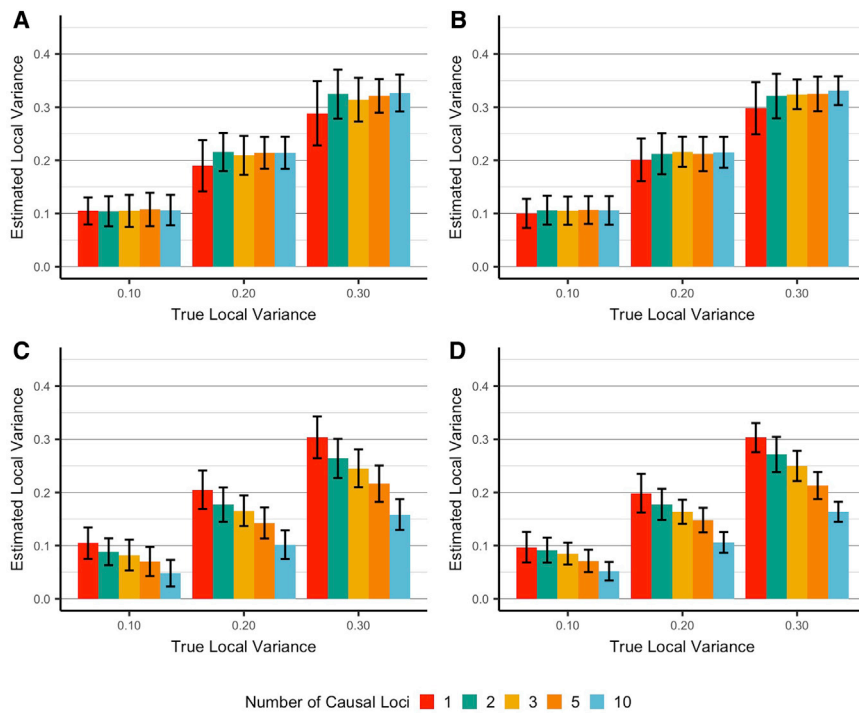 A
Estimated Local Variance
0.4
0.3
0.2
0.1
0.0
0.10 0.20 0.30
True Local Variance
B
Estimated Local Variance
0.4
0.3
0.2
0.1
0.0
0.10 0.20 0.30
True Local Variance
C
Estimated Local Variance
0.4
0.3
0.2
0.1
0.0
0.10 0.20 0.30
True Local Variance
D
Estimated Local Variance
0.4
0.3
0.2
0.1
0.0
0.10 0.20 0.30
True Local Variance
Number of Causal Loci 1 2 3 5 10